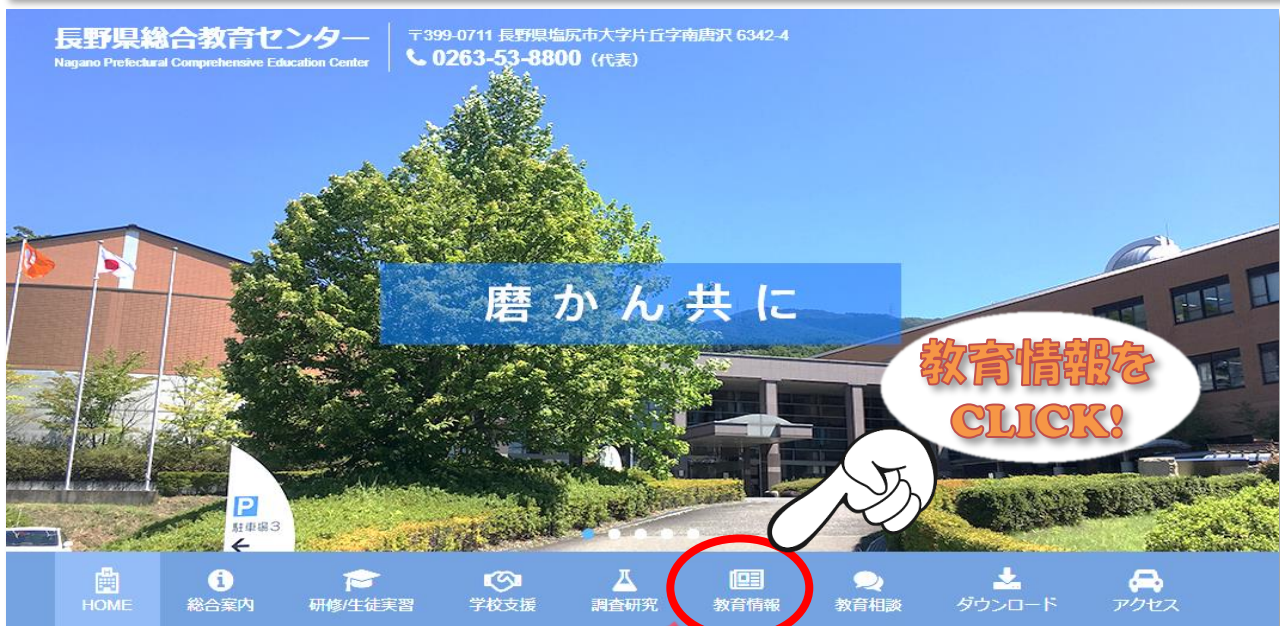 長野県総合教育センター
Nagano Prefectural Comprehensive Education Center
〒399-0711 長野県塩尻市大字片丘字南唐沢 6342-4
0263-53-8800（代表）
磨かん共に
教育情報を
CLICK!
P
駐車場3
HOME
総合案内
研修/生徒実習
学校支援
調査研究
教育情報
教育相談
ダウンロード
アクセス